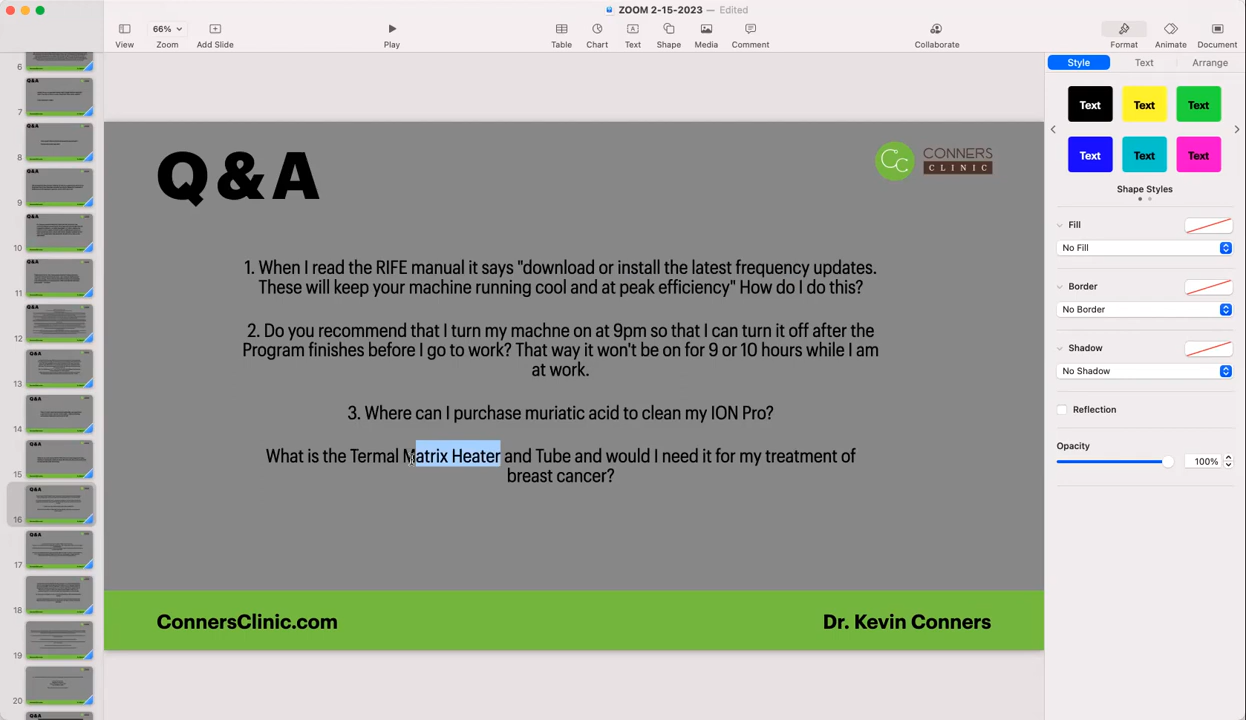 ZOOM 2-15-2023 — Edited
66%
View
Zoom
Add Slide
Play
Table
Chart
Text
Shape
Media
Comment
Collaborate
Format
Animate
Document
Style
Text
Arrange
6
Q&A
7
Q&A
8
Q&A
9
Q&A
10
Q&A
11
Q&A
12
Q&A
13
Q&A
14
Q&A
15
Q&A
16
Q&A
17
Q&A
18
Q&A
19
Q&A
20
Q&A
CC
CONNERS
CLINIC
1. When I read the RIFE manual it says "download or install the latest frequency updates.
These will keep your machine running cool and at peak efficiency" How do I do this?
2. Do you recommend that I turn my machne on at 9pm so that I can turn it off after the
Program finishes before I go to work? That way it won't be on for 9 or 10 hours while I am
at work.
3. Where can I purchase muriatic acid to clean my ION Pro?
What is the Termal Matrix Heater and Tube and would I need it for my treatment of
breast cancer?
ConnersClinic.com
Dr. Kevin Conners
Text
Text
Text
Text
Text
Text
Shape Styles
Fill
No Fill
Border
No Border
Shadow
No Shadow
Reflection
Opacity
100%